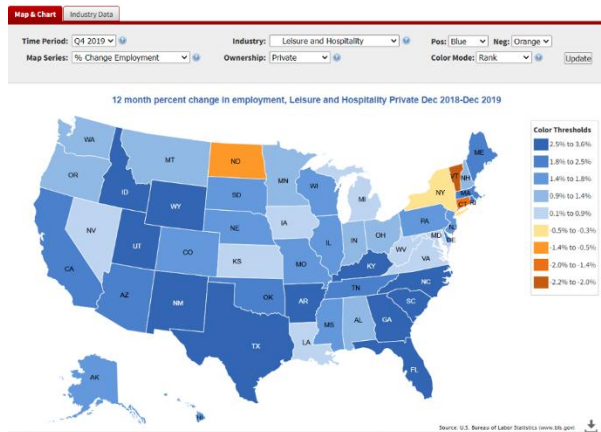 Map & Chart Industry Data
Time Period: Q4 2019 Industry: Leisure and Hospitality Pos: Blue Neg: Orange
Map Series: % Change Employment Ownership: Private Color Mode: Rank Update
12 month percent change in employment, Leisure and Hospitality Private Dec 2018-Dec 2019
Color Thresholds
2.5% to 3.6%
1.8% to 2.5%
1.4% to 1.8%
0.9% to 1.4%
0.1% to 0.9%
-0.5% to -0.3%
-1.4% to -0.5%
-2.0% to -1.4%
-2.2% to -2.0%
WA
MT
ND
MN
ME
OR
ID
WY
SD
WI
MI
NY
VT
NH
MA
CT
RI
NV
UT
CO
NE
IA
IL
IN
OH
PA
NJ
MD
DE
WV
VA
CA
AZ
NM
KS
MO
KY
TN
NC
SC
OK
AR
MS
AL
GA
TX
LA
FL
AK
HI
Source: U.S. Bureau of Labor Statistics (www.bls.gov)